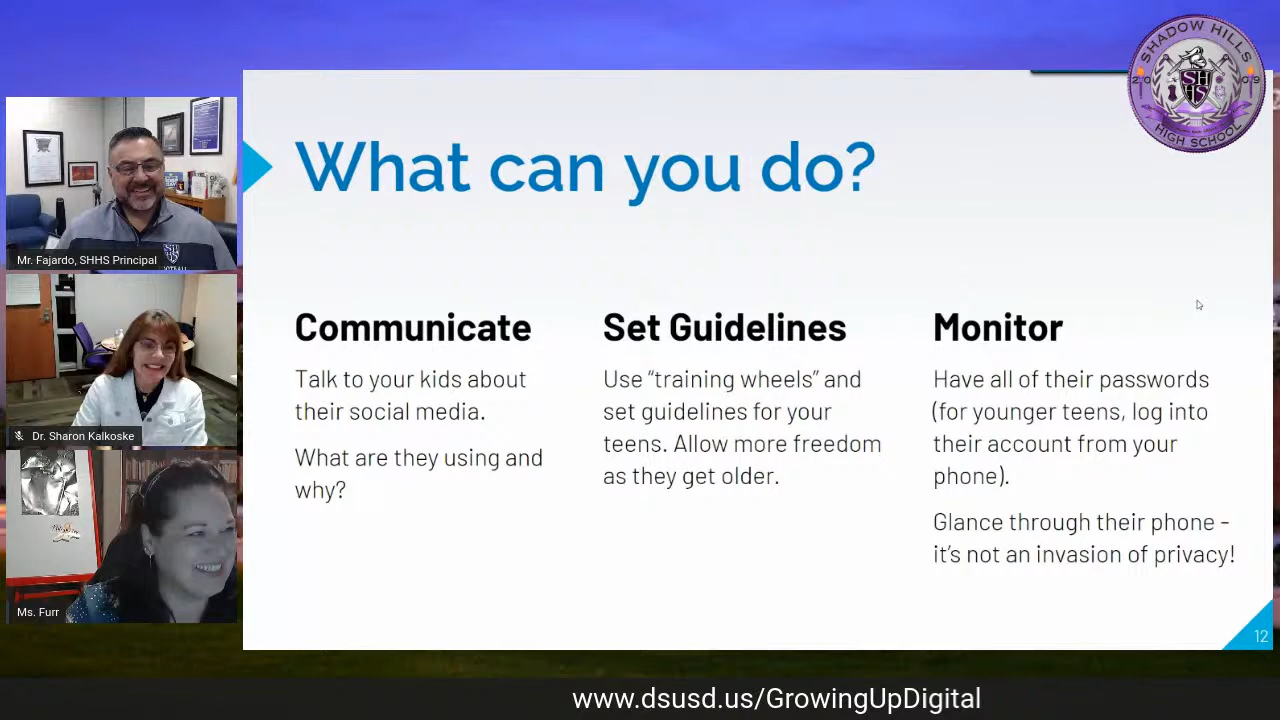 SHADOW HILLS
2009
SH
HS
HIGH SCHOOL
What can you do?
Mr. Fajardo, SHHS Principal
Dr. Sharon Kalkoske
Ms. Furr
Communicate
Talk to your kids about
their social media.
What are they using and
why?
Set Guidelines
Use “training wheels” and
set guidelines for your
teens. Allow more freedom
as they get older.
Monitor
Have all of their passwords
(for younger teens, log into
their account from your
phone).
Glance through their phone -
it’s not an invasion of privacy!
12
www.dsusd.us/GrowingUpDigital